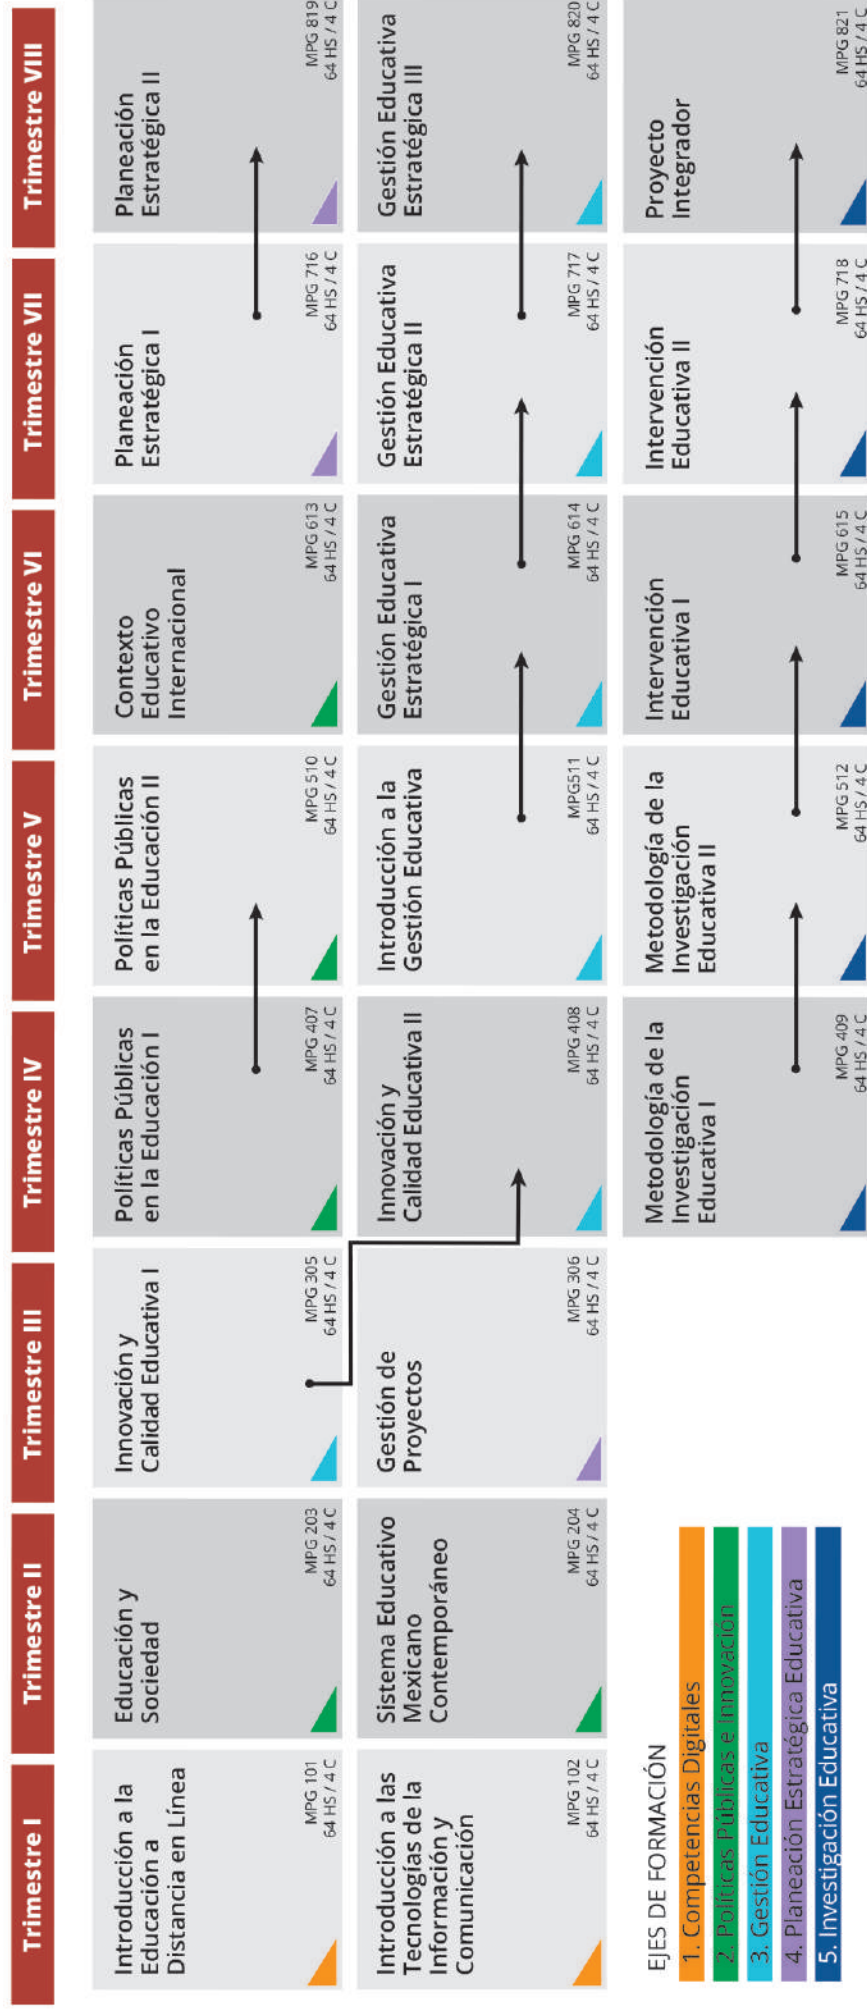 Trimestre I
Trimestre II
Trimestre III
Trimestre IV
Trimestre V
Trimestre VI
Trimestre VII
Trimestre VIII
Introducción a la
Educación a
Distancia en Línea
MPG 101
64 HS / 4 C
Educación y
Sociedad
MPG 203
64 HS / 4 C
Innovación y
Calidad Educativa I
MPG 305
64 HS / 4 C
Políticas Públicas
en la Educación I
MPG 407
64 HS / 4 C
Políticas Públicas
en la Educación II
MPG 510
64 HS / 4 C
Contexto
Educativo
Internacional
MPG 613
64 HS / 4 C
Planeación
Estratégica I
MPG 716
64 HS / 4 C
Planeación
Estratégica II
MPG 819
64 HS / 4 C
Introducción a las
Tecnologías de la
Información y
Comunicación
MPG 102
64 HS / 4 C
Sistema Educativo
Mexicano
Contemporáneo
MPG 204
64 HS / 4 C
Gestión de
Proyectos
MPG 306
64 HS / 4 C
Innovación y
Calidad Educativa II
MPG 408
64 HS / 4 C
Introducción a la
Gestión Educativa
MPG511
64 HS / 4 C
Gestión Educativa
Estratégica I
MPG 614
64 HS / 4 C
Gestión Educativa
Estratégica II
MPG 717
64 HS / 4 C
Gestión Educativa
Estratégica III
MPG 820
64 HS / 4 C
Metodología de la
Investigación
Educativa I
MPG 409
64 HS / 4 C
Metodología de la
Investigación
Educativa II
MPG 512
64 HS / 4 C
Intervención
Educativa I
MPG 615
64 HS / 4 C
Intervención
Educativa II
MPG 718
64 HS / 4 C
Proyecto
Integrador
MPG 821
64 HS / 4 C
EJES DE FORMACIÓN
1. Competencias Digitales
2. Políticas Públicas e Innovación
3. Gestión Educativa
4. Planeación Estratégica Educativa
5. Investigación Educativa